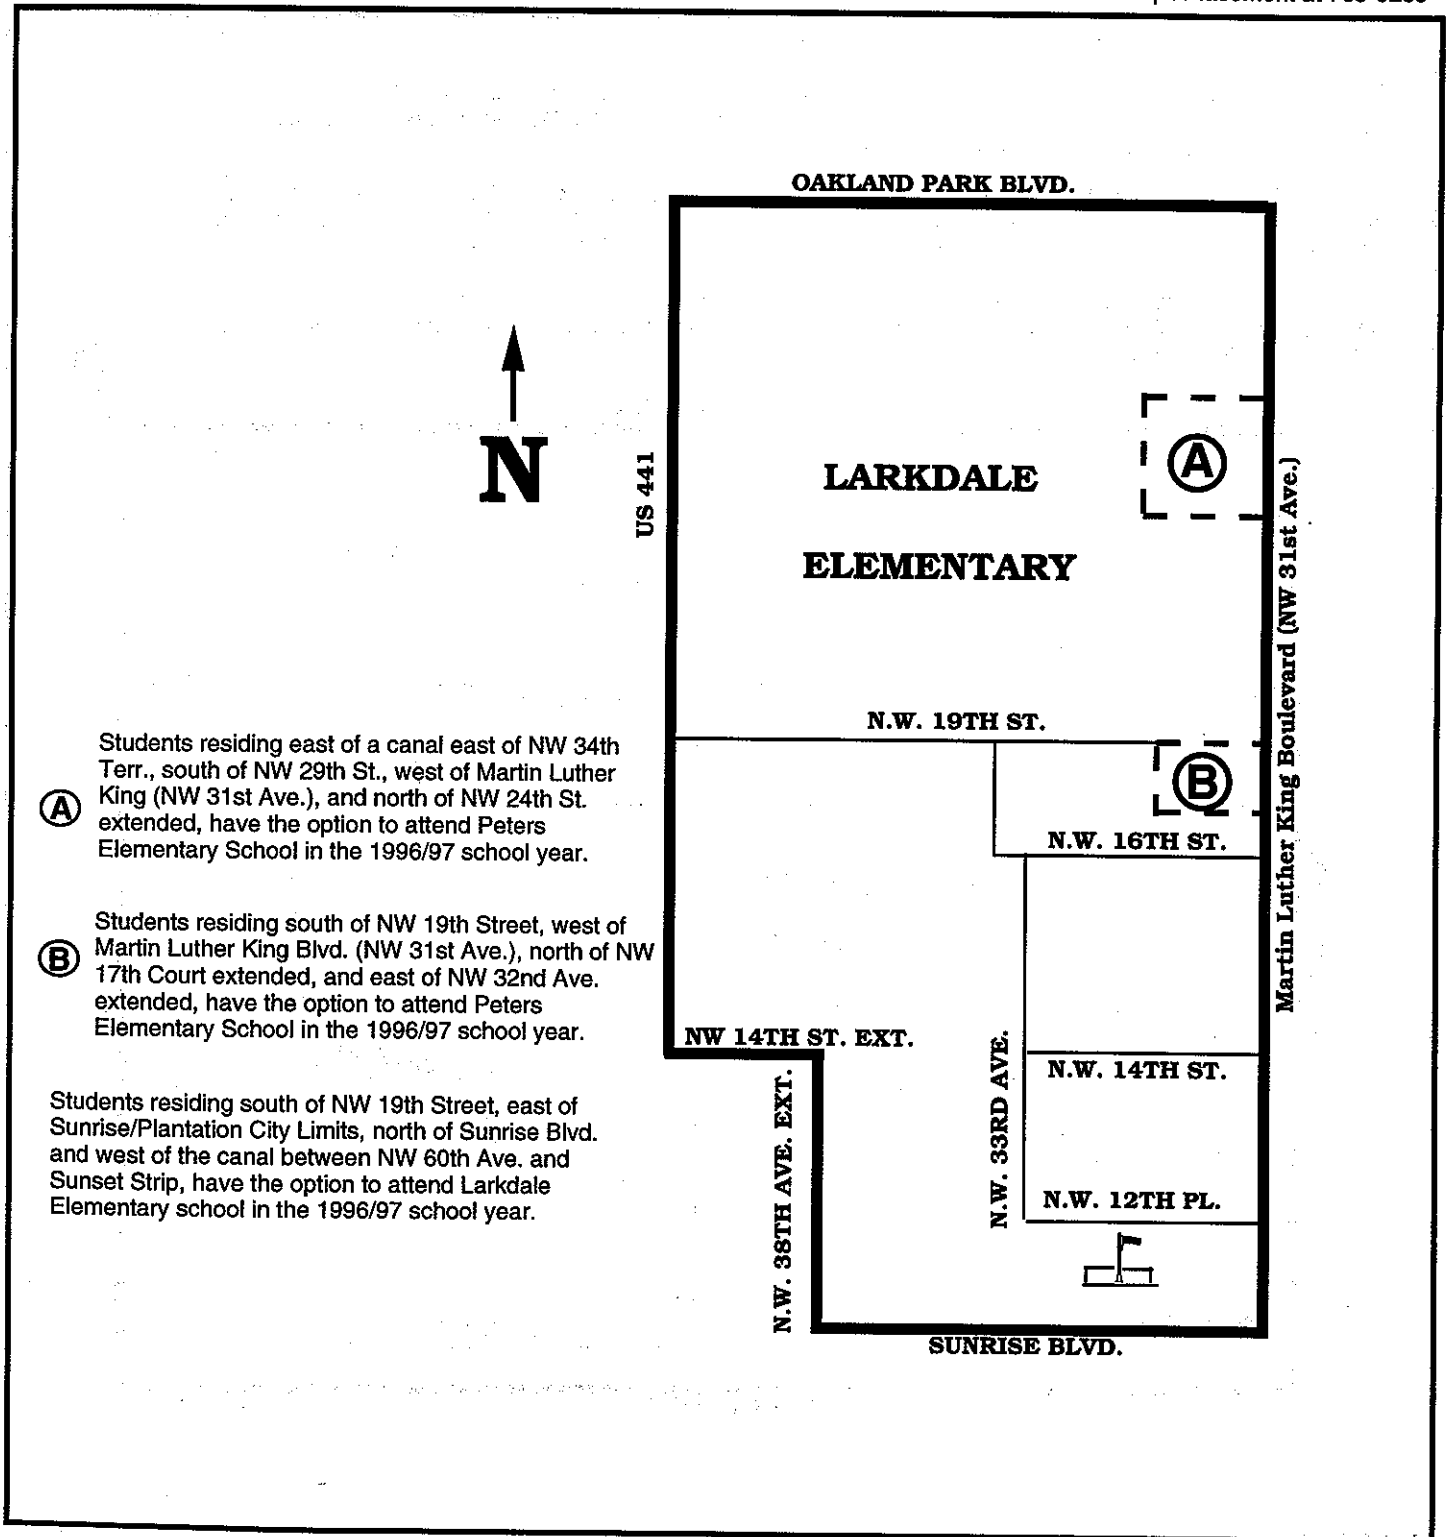 OAKLAND PARK BLVD.
N
US 441
LARKDALE
ELEMENTARY
A
Martin Luther King Boulevard (NW 31st Ave.)
N.W. 19TH ST.
B
N.W. 16TH ST.
A
Students residing east of a canal east of NW 34th
Terr., south of NW 29th St., west of Martin Luther
King (NW 31st Ave.), and north of NW 24th St.
extended, have the option to attend Peters
Elementary School in the 1996/97 school year.
B
Students residing south of NW 19th Street, west of
Martin Luther King Blvd. (NW 31st Ave.), north of NW
17th Court extended, and east of NW 32nd Ave.
extended, have the option to attend Peters
Elementary School in the 1996/97 school year.
Students residing south of NW 19th Street, east of
Sunrise/Plantation City Limits, north of Sunrise Blvd.
and west of the canal between NW 60th Ave. and
Sunset Strip, have the option to attend Larkdale
Elementary school in the 1996/97 school year.
NW 14TH ST. EXT.
N.W. 38TH AVE. EXT.
N.W. 33RD AVE.
N.W. 14TH ST.
N.W. 12TH PL.
SUNRISE BLVD.